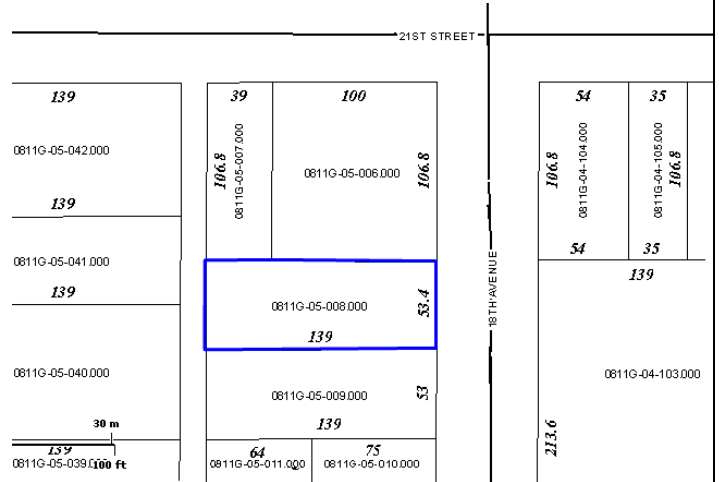 21ST STREET
139
39
100
54
35
0811G-05-042.000
106.8
0811G-05-007.000
0811G-05-006.000
106.8
106.8
0811G-04-104.000
0811G-04-105.000
106.8
139
54
35
0811G-05-041.000
139
139
18TH AVENUE
0811G-05-008.000
53.4
139
0811G-05-040.000
0811G-05-009.000
53
0811G-04-103.000
30 m
139
213.6
139
64
75
0811G-05-039.000
100 ft
0811G-05-011.000
0811G-05-010.000